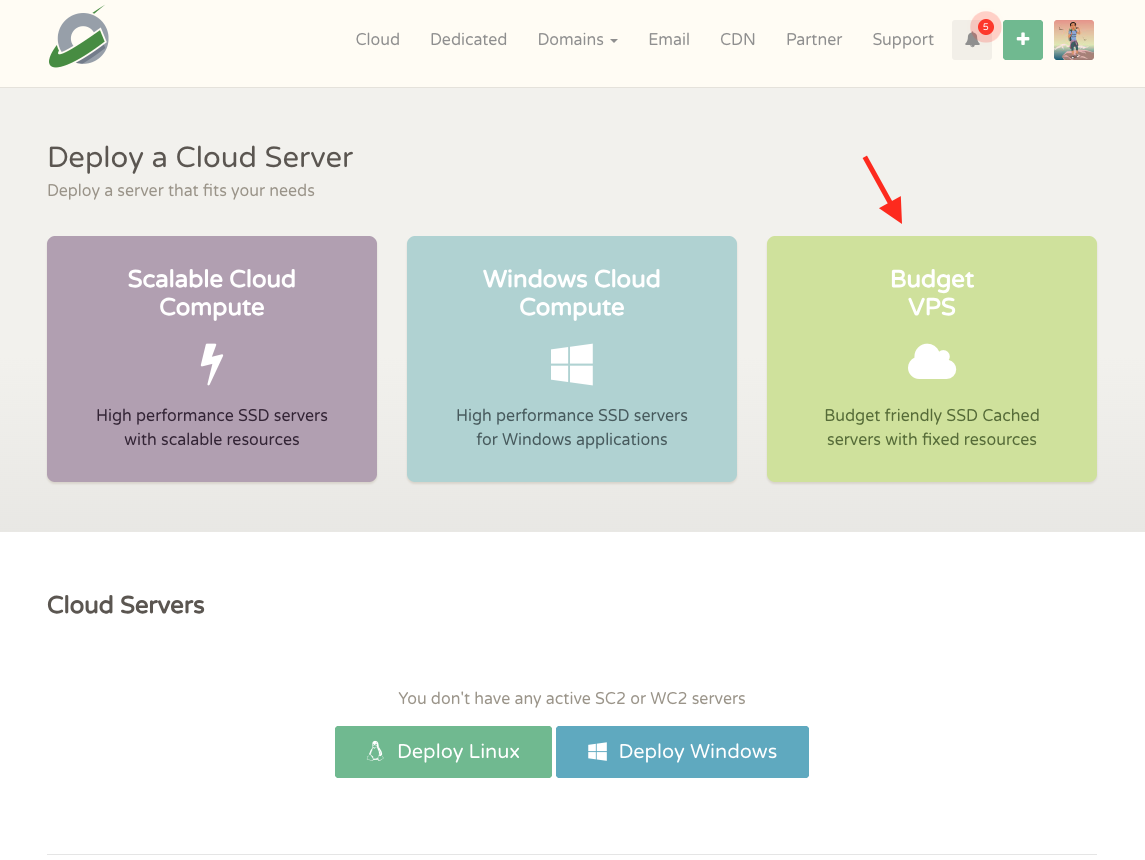 Cloud Dedicated Domains Email CDN Partner Support 5
Deploy a Cloud Server
Deploy a server that fits your needs
Scalable Cloud
Compute
High performance SSD servers
with scalable resources
Windows Cloud
Compute
High performance SSD servers
for Windows applications
Budget
VPS
Budget friendly SSD Cached
servers with fixed resources
Cloud Servers
You don't have any active SC2 or WC2 servers
Deploy Linux Deploy Windows